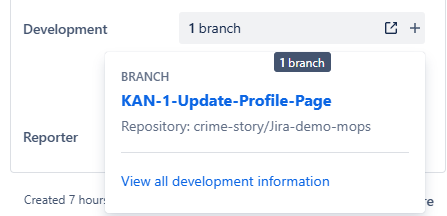 Development
1 branch
1 branch
BRANCH
KAN-1-Update-Profile-Page
Repository: crime-story/Jira-demo-mops
Reporter
View all development information
Created 7 hours
re